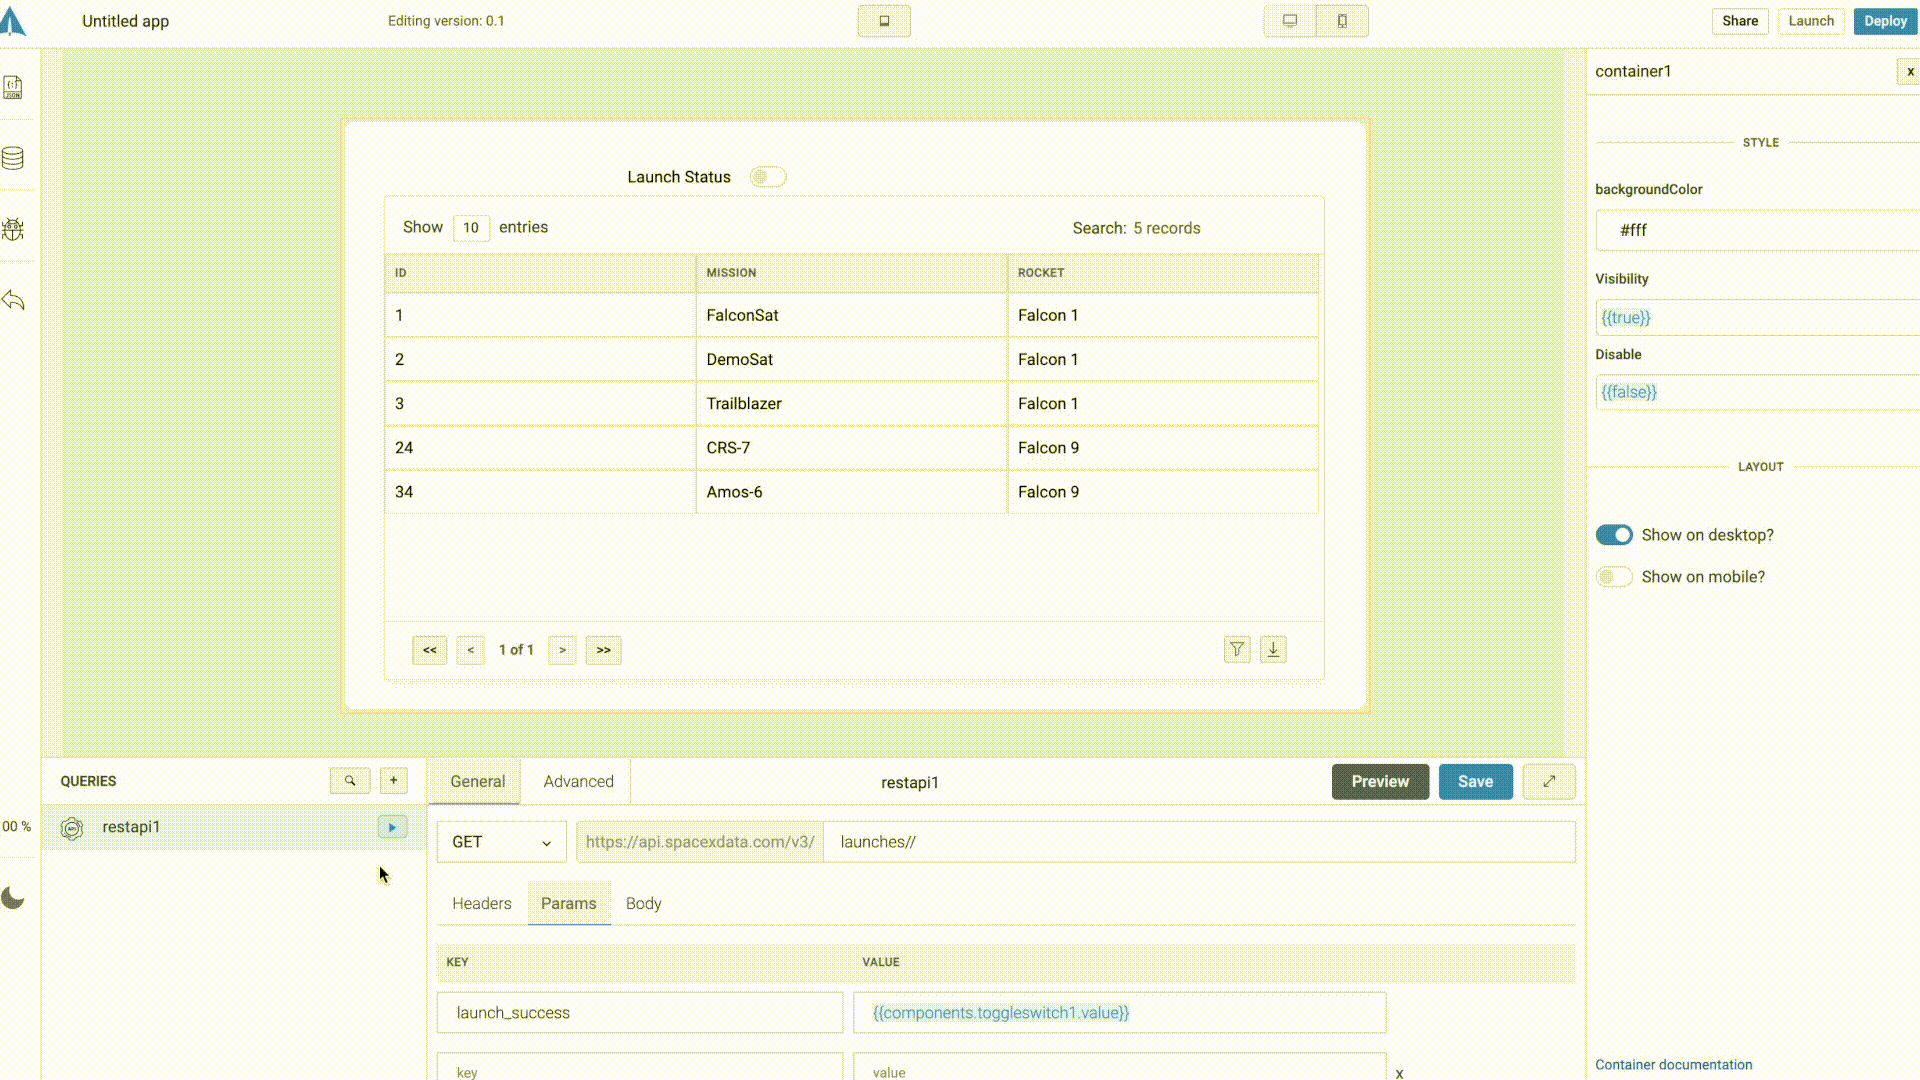 Untitled app
Editing version: 0.1
Share
Launch
Deploy
{:}
JSON
container1
x
STYLE
backgroundColor
#fff
Visibility
{{true}}
Disable
{{false}}
LAYOUT
Show on desktop?
Show on mobile?
Container documentation
Launch Status
Show 10 entries
Search: 5 records
ID MISSION ROCKET
1 FalconSat Falcon 1
2 DemoSat Falcon 1
3 Trailblazer Falcon 1
24 CRS-7 Falcon 9
34 Amos-6 Falcon 9
<< < 1 of 1 > >>
QUERIES
+
00 %
API
restapi1
General
Advanced
restapi1
Preview
Save
GET
https://api.spacexdata.com/v3/
launches//
Headers
Params
Body
KEY VALUE
launch_success {{components.toggleswitch1.value}}
key value x